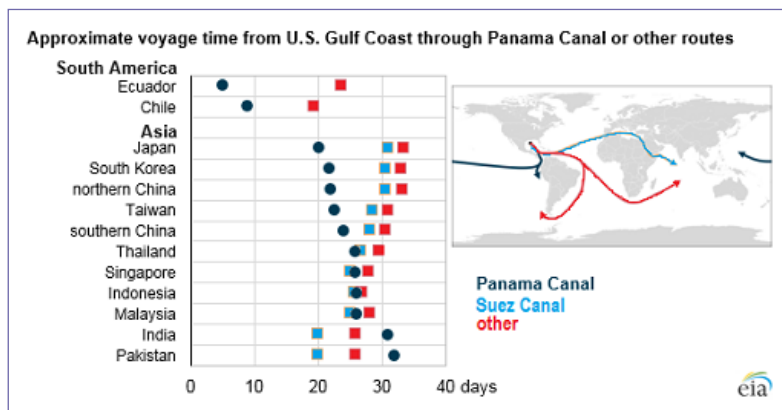 Approximate voyage time from U.S. Gulf Coast through Panama Canal or other routes
South America
Ecuador
Chile
Asia
Japan
South Korea
northern China
Taiwan
southern China
Thailand
Singapore
Indonesia
Malaysia
India
Pakistan
0 10 20 30 40 days
Panama Canal
Suez Canal
other
eia